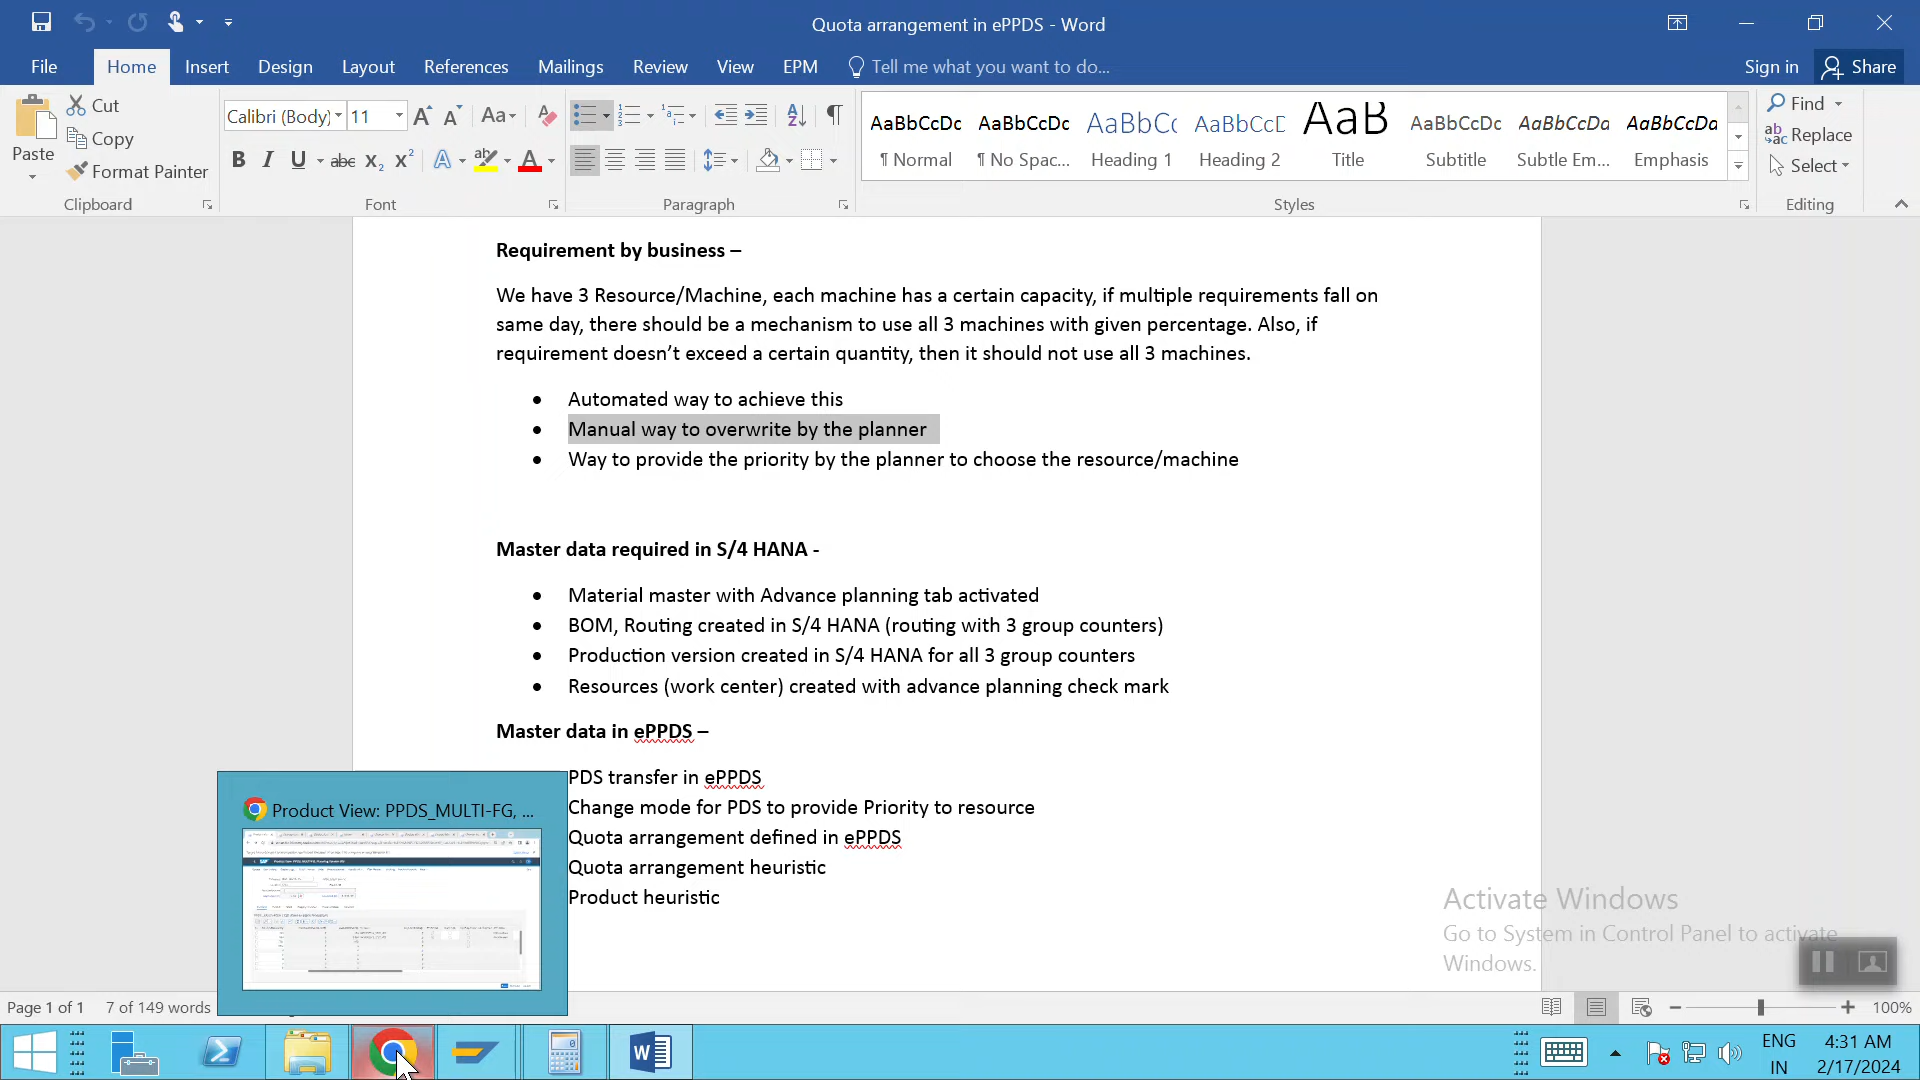 Quota arrangement in ePPDS - Word
File Home Insert Design Layout References Mailings Review View EPM Tell me what you want to do... Sign in Share
Paste
Cut
Copy
Format Painter
Clipboard
Calibri (Body) 11
Font
Paragraph
AaBbCcDc AaBbCcDc AaBbCc AaBbCcD AaB AaBbCcDc AaBbCcDa AaBbCcDa
¶ Normal ¶ No Spac... Heading 1 Heading 2 Title Subtitle Subtle Em... Emphasis
Styles
Find
Replace
Select
Editing
Requirement by business –
We have 3 Resource/Machine, each machine has a certain capacity, if multiple requirements fall on
same day, there should be a mechanism to use all 3 machines with given percentage. Also, if
requirement doesn’t exceed a certain quantity, then it should not use all 3 machines.
• Automated way to achieve this
• Manual way to overwrite by the planner
• Way to provide the priority by the planner to choose the resource/machine
Master data required in S/4 HANA -
• Material master with Advance planning tab activated
• BOM, Routing created in S/4 HANA (routing with 3 group counters)
• Production version created in S/4 HANA for all 3 group counters
• Resources (work center) created with advance planning check mark
Master data in ePPDS –
PDS transfer in ePPDS
Change mode for PDS to provide Priority to resource
Quota arrangement defined in ePPDS
Quota arrangement heuristic
Product heuristic
Product View: PPDS_MULTI-FG, ...
Activate Windows
Go to System in Control Panel to activate
Windows.
Page 1 of 1 7 of 149 words
100%
ENG
IN
4:31 AM
2/17/2024